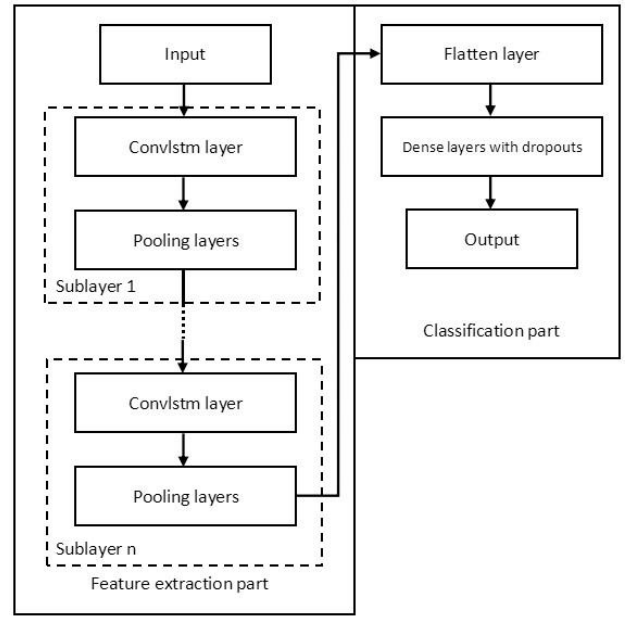 Input
Convlstm layer
Pooling layers
Sublayer 1
Convlstm layer
Pooling layers
Sublayer n
Feature extraction part
Flatten layer
Dense layers with dropouts
Output
Classification part